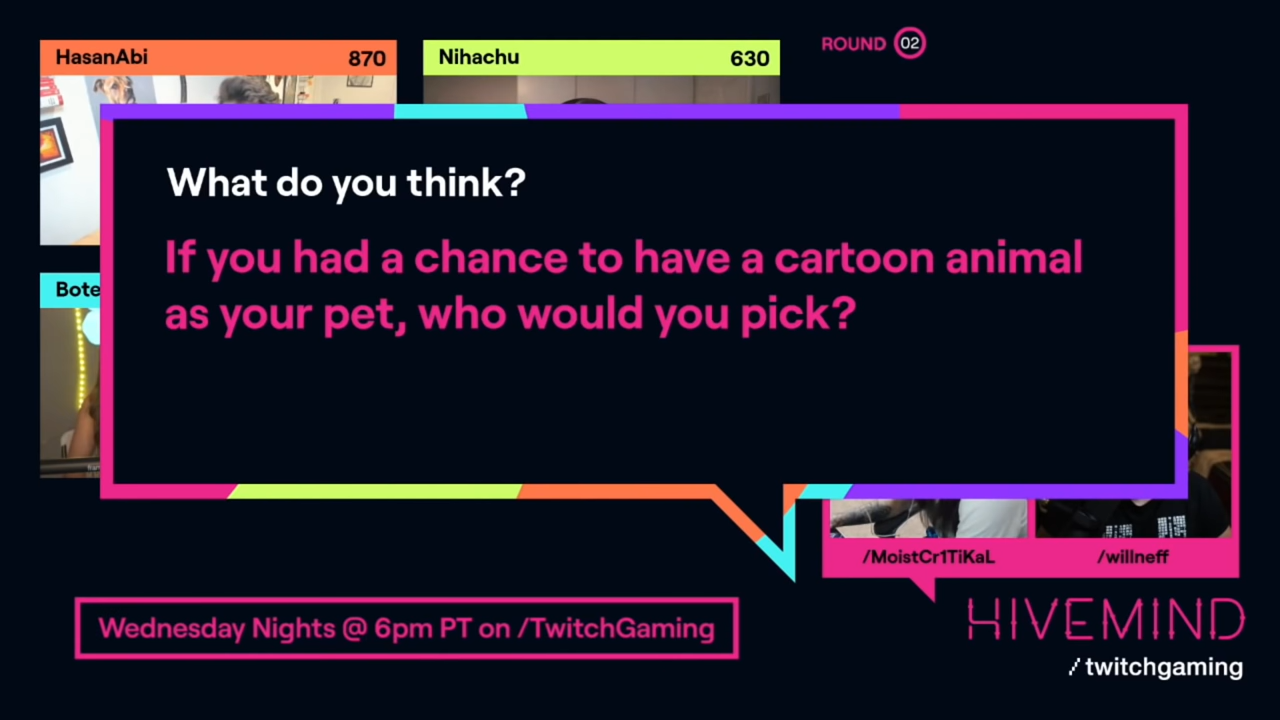 HasanAbi 870
Nihachu 630
ROUND 02
What do you think?
If you had a chance to have a cartoon animal
as your pet, who would you pick?
Bote
/MoistCr1TiKaL
/willneff
Wednesday Nights @ 6pm PT on /TwitchGaming
HIVEMIND
/twitchgaming